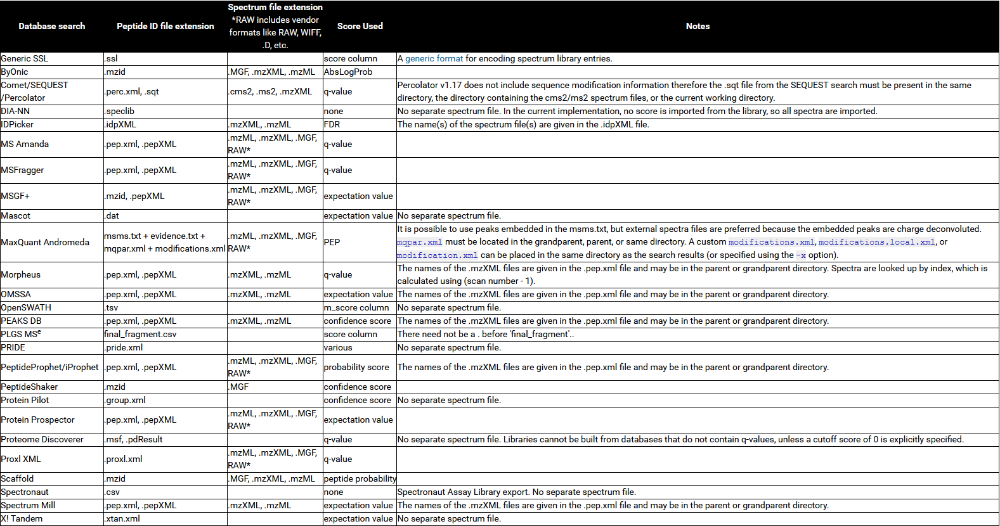 Database search Peptide ID file extension Spectrum file extension *RAW includes vendor formats like RAW, WIFF, .D, etc. Score Used Notes
Generic SSL .ssl score column A generic format for encoding spectrum library entries.
ByOnic .mzid .MGF, .mzXML, .mzML AbsLogProb
Comet/SEQUEST /Percolator .perc.xml, .sqt .cms2, .ms2, .mzXML q-value Percolator v1.17 does not include sequence modification information therefore the .sqt file from the SEQUEST search must be present in the same
directory, the directory containing the cms2/ms2 spectrum files, or the current working directory.
DIA-NN .speclib none No separate spectrum file. In the current implementation, no score is imported from the library, so all spectra are imported.
IDPicker .idpXML .mzXML, .mzML FDR The name(s) of the spectrum file(s) are given in the .idpXML file.
MS Amanda .pep.xml, .pepXML .mzML, .mzXML, .MGF, RAW* q-value
MSFragger .pep.xml, .pepXML .mzML, .mzXML, .MGF, RAW* q-value
MSGF+ .mzid, .pepXML .mzML, .mzXML, .MGF, RAW* expectation value
Mascot .dat expectation value No separate spectrum file.
MaxQuant Andromeda msms.txt + evidence.txt + mqpar.xml + modifications.xml .mzML, .mzXML, .MGF, RAW* PEP It is possible to use peaks embedded in the msms.txt, but external spectra files are preferred because the embedded peaks are charge deconvoluted.
mqpar.xml must be located in the grandparent, parent, or same directory. A custom modifications.xml, modifications.local.xml, or
modification.xml can be placed in the same directory as the search results (or specified using the -x option).
Morpheus .pep.xml, .pepXML .mzXML, .mzML q-value The names of the .mzXML files are given in the .pep.xml file and may be in the parent or grandparent directory. Spectra are looked up by index, which is
calculated using (scan number - 1).
OMSSA .pep.xml, .pepXML .mzXML, .mzML expectation value The names of the .mzXML files are given in the .pep.xml file and may be in the parent or grandparent directory.
OpenSWATH .tsv m_score column No separate spectrum file.
PEAKS DB .pep.xml, .pepXML .mzXML, .mzML confidence score The names of the .mzXML files are given in the .pep.xml file and may be in the parent or grandparent directory.
PLGS MSe final_fragment.csv score column There need not be a . before 'final_fragment'..
PRIDE .pride.xml various No separate spectrum file.
PeptideProphet/iProphet .pep.xml, .pepXML .mzML, .mzXML, .MGF, RAW* probability score The names of the .mzXML files are given in the .pep.xml file and may be in the parent or grandparent directory.
PeptideShaker .mzid .MGF confidence score
Protein Pilot .group.xml confidence score No separate spectrum file.
Protein Prospector .pep.xml, .pepXML .mzML, .mzXML, .MGF, RAW* expectation value
Proteome Discoverer .msf, .pdResult q-value No separate spectrum file. Libraries cannot be built from databases that do not contain q-values, unless a cutoff score of 0 is explicitly specified.
Proxl XML .proxl.xml .mzML, .mzXML, .MGF, RAW* q-value
Scaffold .mzid .MGF, .mzXML, .mzML peptide probability
Spectronaut .csv none Spectronaut Assay Library export. No separate spectrum file.
Spectrum Mill .pep.xml, .pepXML .mzXML, .mzML expectation value The names of the .mzXML files are given in the .pep.xml file and may be in the parent or grandparent directory.
X! Tandem .xtan.xml expectation value No separate spectrum file.